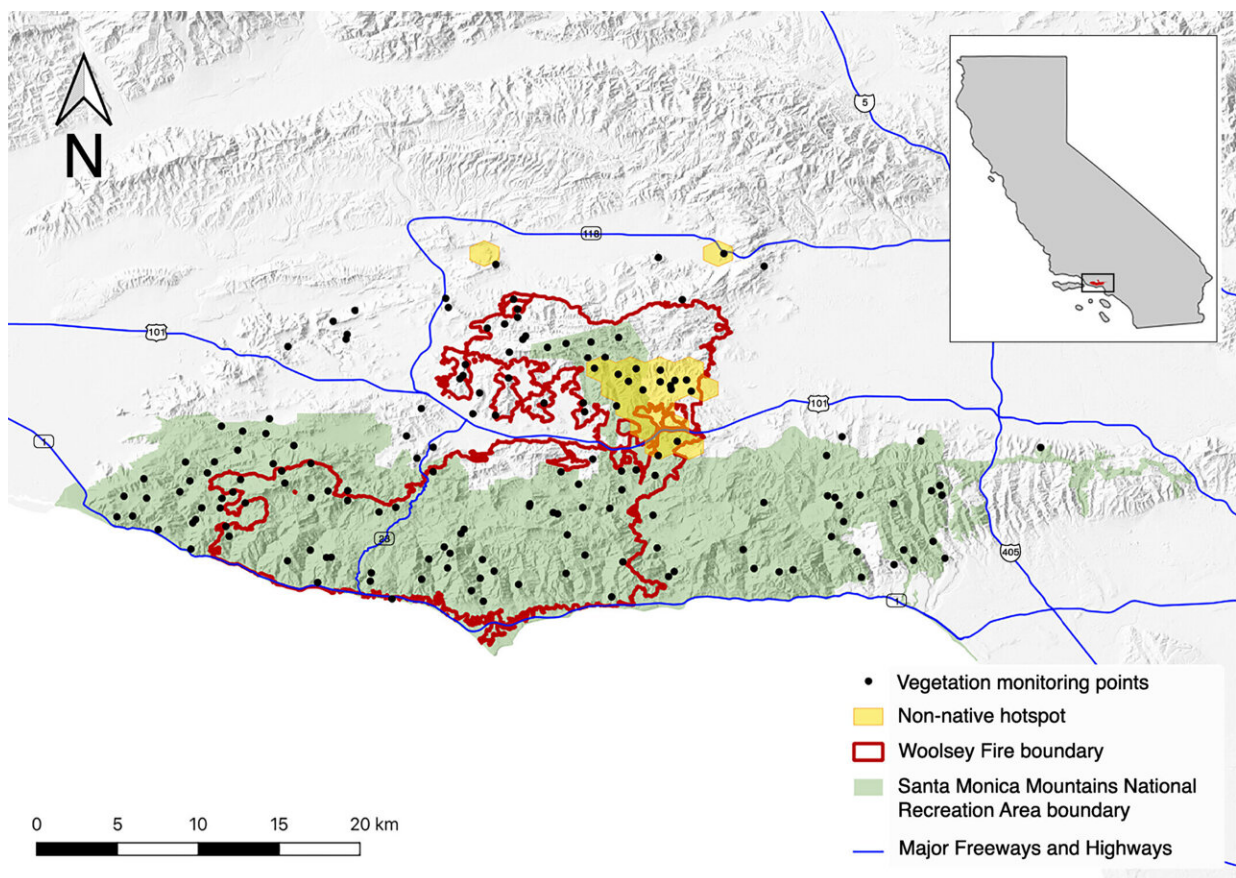 N
5
118
101
101
1
23
405
1
Vegetation monitoring points
Non-native hotspot
Woolsey Fire boundary
Santa Monica Mountains National
Recreation Area boundary
Major Freeways and Highways
0 5 10 15 20 km